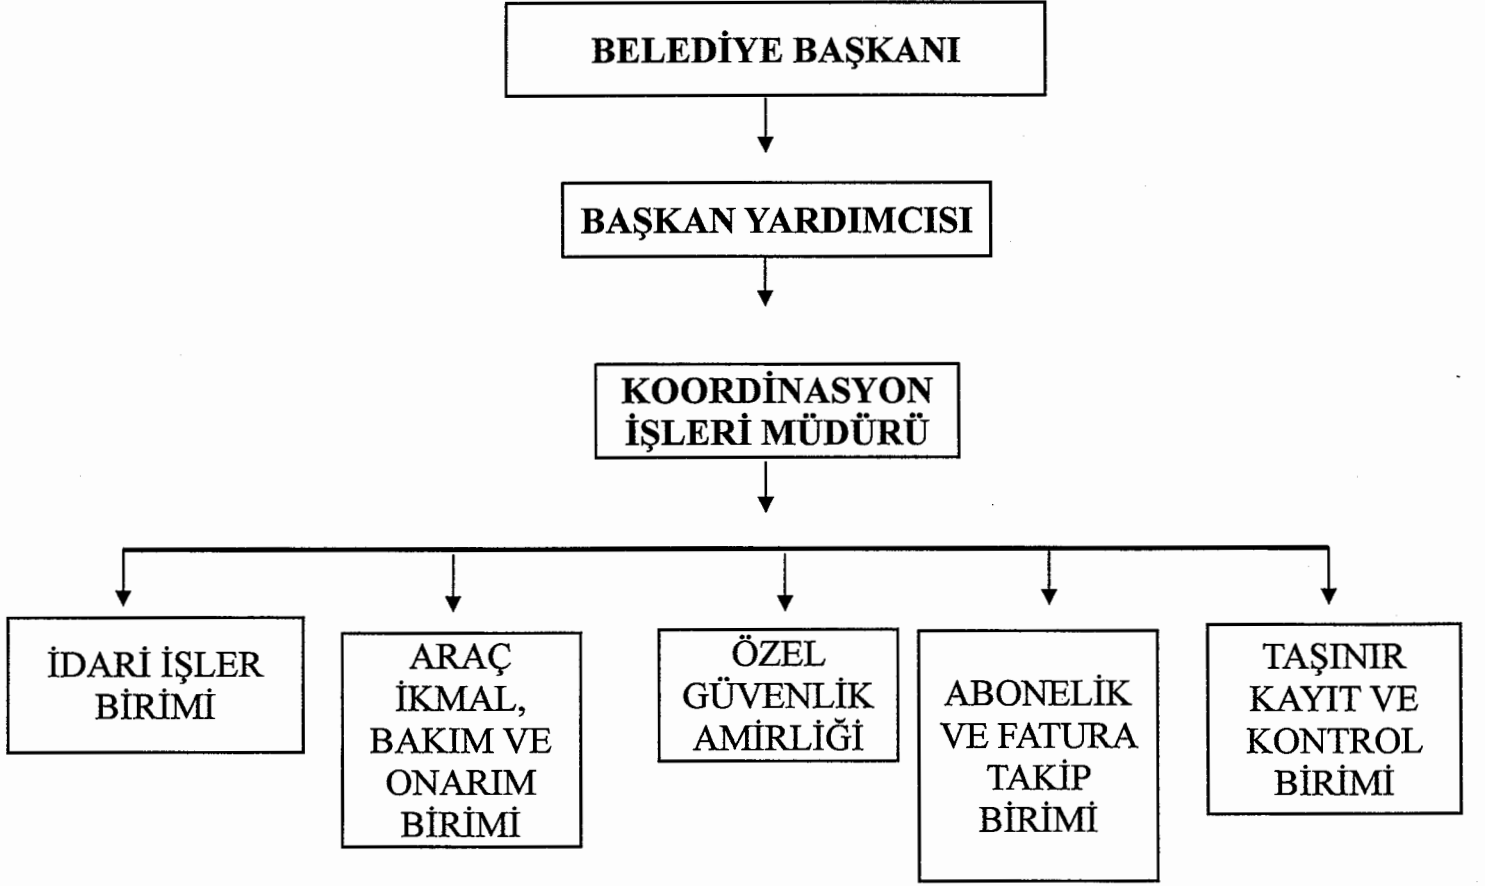 BELEDİYE BAŞKANI
BAŞKAN YARDIMCISI
KOORDİNASYON
İŞLERİ MÜDÜRÜ
İDARİ İŞLER
BİRİMİ
ARAÇ
İKMAL,
BAKIM VE
ONARIM
BİRİMİ
ÖZEL
GÜVENLİK
AMİRLİĞİ
ABONELİK
VE FATURA
TAKİP
BİRİMİ
TAŞINIR
KAYIT VE
KONTROL
BİRİMİ